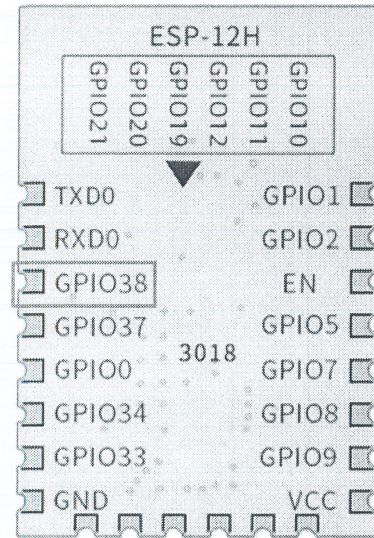 ESP-12H
GPIO21 GPIO20 GPIO19 GPIO12 GPIO11 GPIO10
TXD0 GPIO1
RXD0 GPIO2
GPIO38 EN
GPIO37 GPIO5
3018
GPIO0 GPIO7
GPIO34 GPIO8
GPIO33 GPIO9
GND VCC